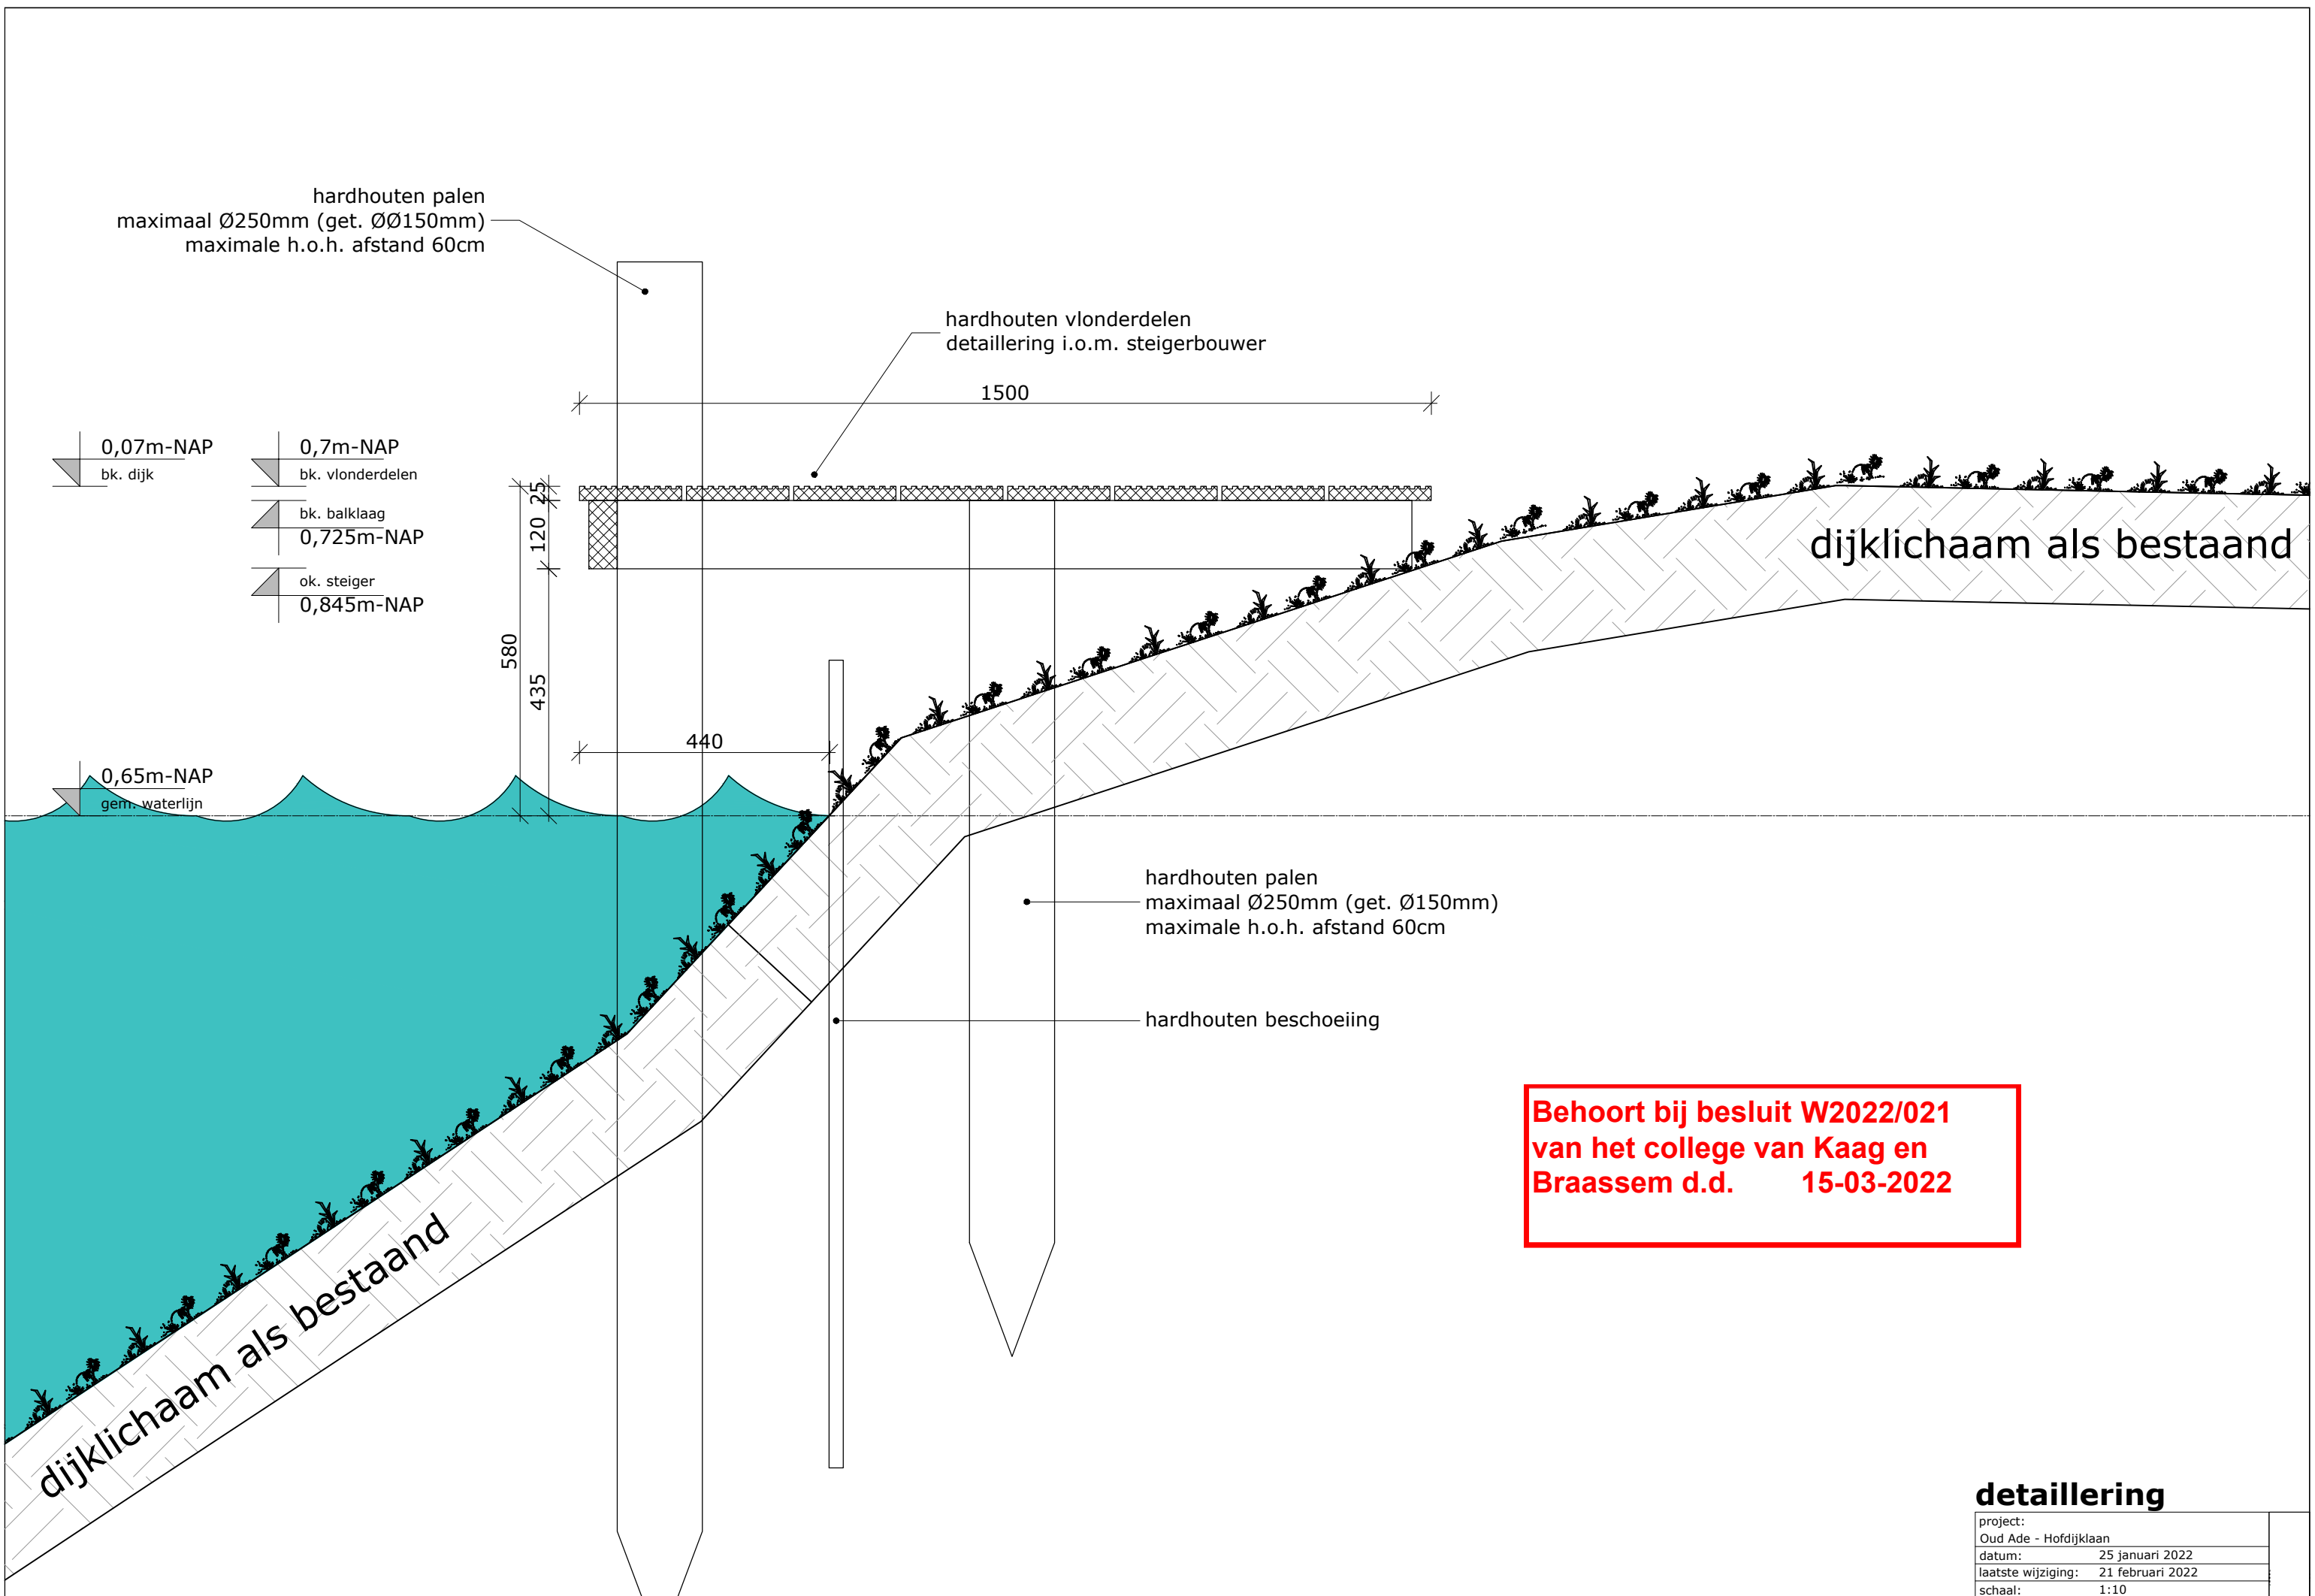 hardhouten palen
maximaal Ø250mm (get. ØØ150mm)
maximale h.o.h. afstand 60cm
hardhouten vlonderdelen
detaillering i.o.m. steigerbouwer
1500
0,07m-NAP
bk. dijk
0,7m-NAP
bk. vlonderdelen
bk. balklaag
0,725m-NAP
ok. steiger
0,845m-NAP
25
120
580
435
440
dijklichaam als bestaand
0,65m-NAP
gem. waterlijn
hardhouten palen
maximaal Ø250mm (get. Ø150mm)
maximale h.o.h. afstand 60cm
hardhouten beschoeiing
Behoort bij besluit W2022/021
van het college van Kaag en
Braassem d.d. 15-03-2022
dijklichaam als bestaand
detaillering
project:
Oud Ade - Hofdijklaan
datum: 25 januari 2022
laatste wijziging: 21 februari 2022
schaal: 1:10